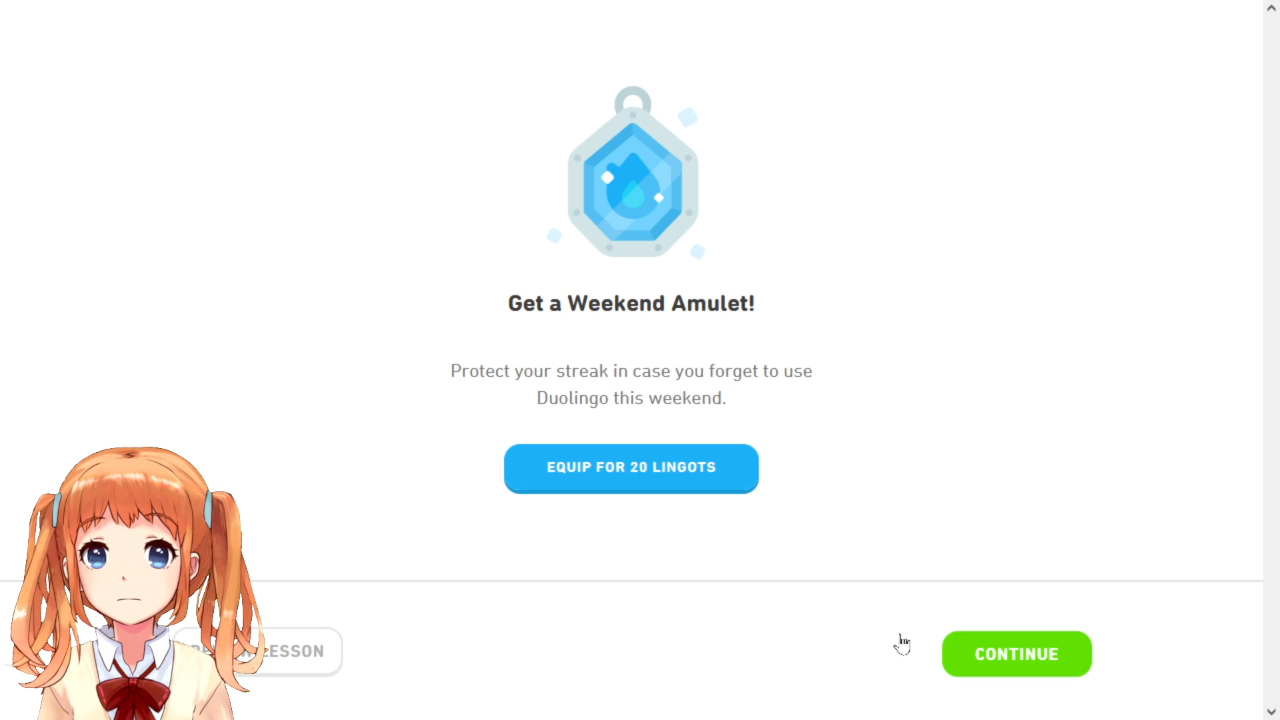 Get a Weekend Amulet!
Protect your streak in case you forget to use
Duolingo this weekend.
EQUIP FOR 20 LINGOTS
LESSON
CONTINUE